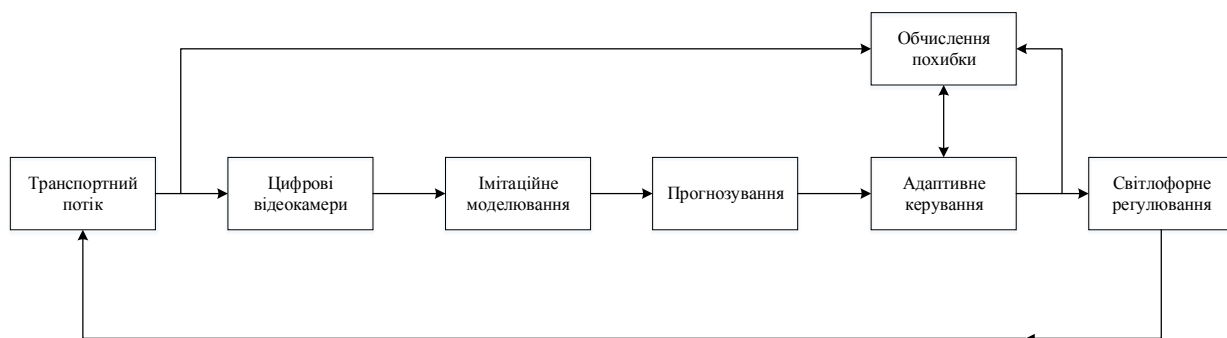 Обчислення
похибки
Транспортний
потік
Цифрові
відеокамери
Імітаційне
моделювання
Прогнозування
Адаптивне
керування
Світлофорне
регулювання